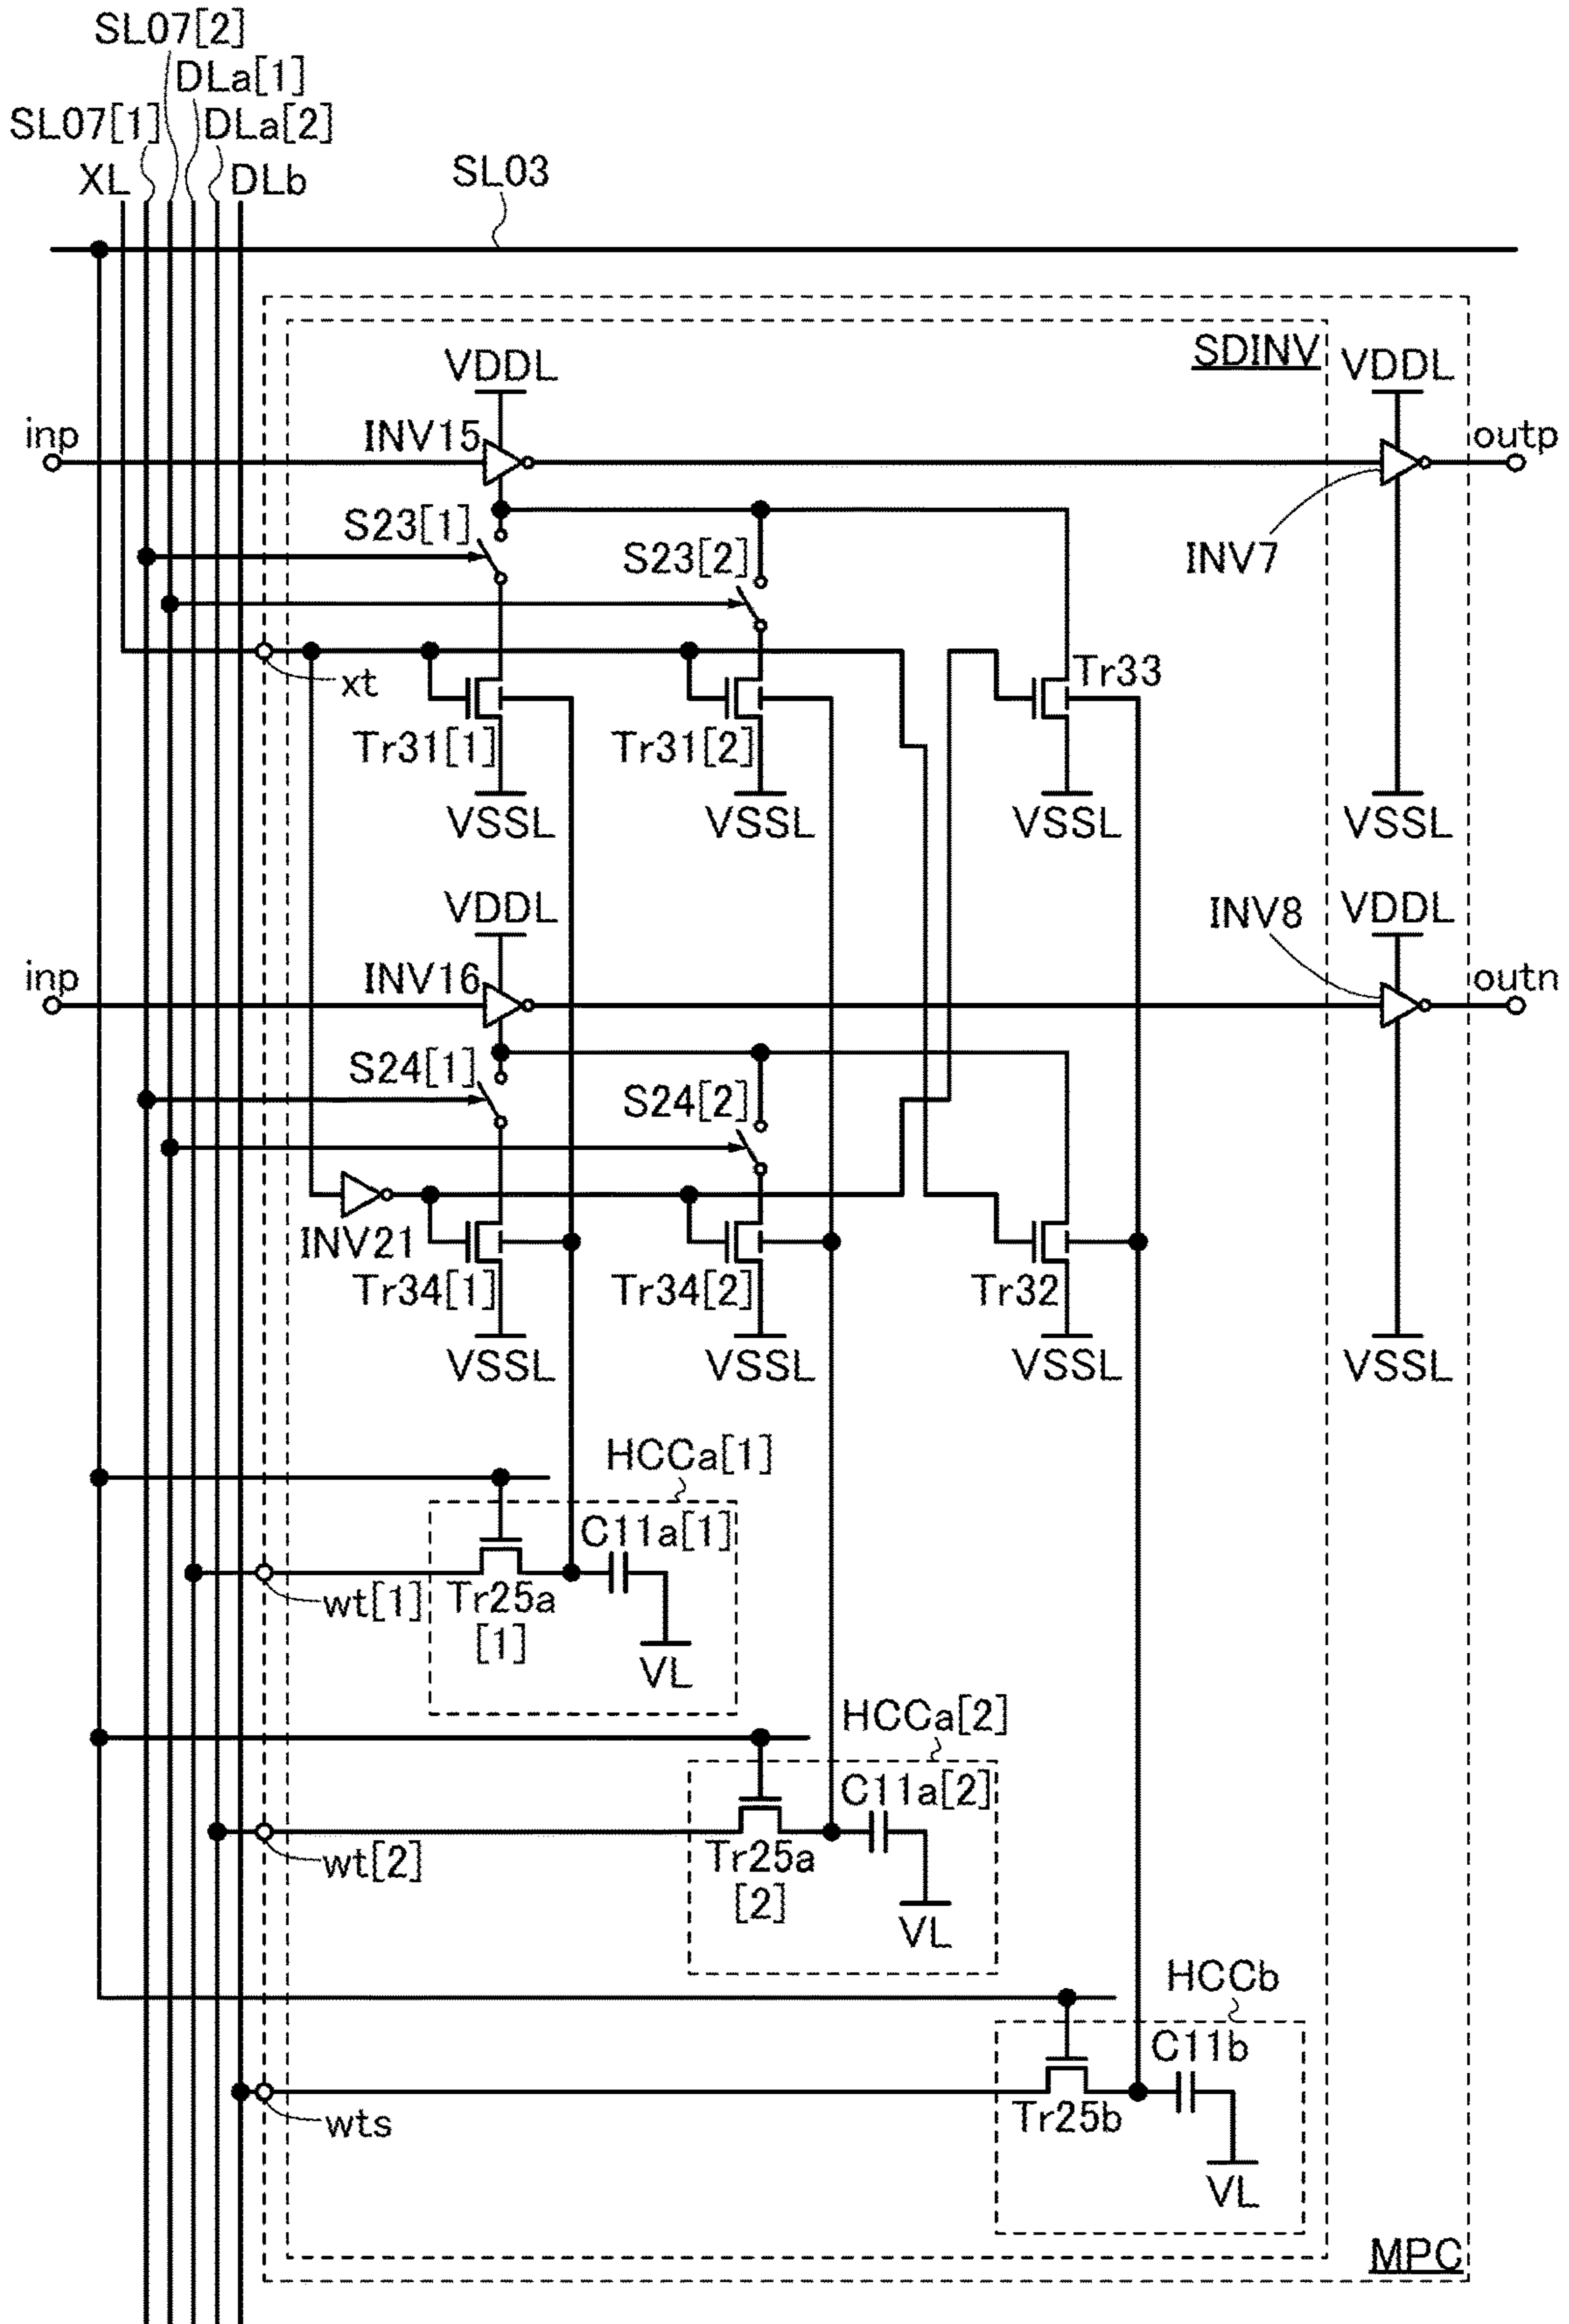 SL07[2]
DLa[1]
SL07[1]
DLa[2]
XL
DLb
SL03
SDINV
VDDL
VDDL
inp
INV15
outp
S23[1]
S23[2]
INV7
xt
Tr33
Tr31[1]
Tr31[2]
VSSL
VSSL
VSSL
VSSL
VDDL
INV8
VDDL
inp
INV16
outn
S24[1]
S24[2]
INV21
Tr34[1]
Tr34[2]
Tr32
VSSL
VSSL
VSSL
VSSL
HCCa[1]
C11a[1]
wt[1]
Tr25a
[1]
VL
HCCa[2]
C11a[2]
wt[2]
Tr25a
[2]
VL
HCCb
C11b
wts
Tr25b
VL
MPC